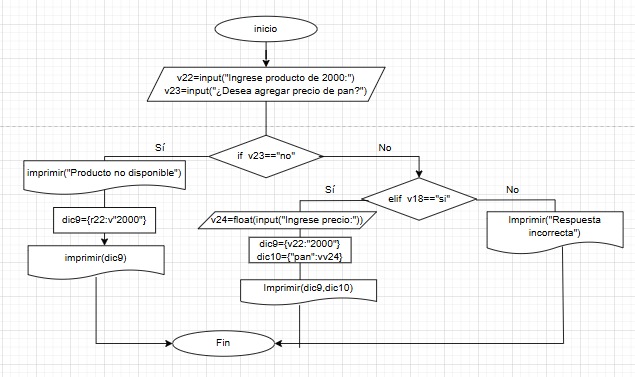 inicio
v22=input("Ingrese producto de 2000:")
v23=input("¿Desea agregar precio de pan?")
if v23=="no"
Sí
No
imprimir("Producto no disponible")
dic9={r22:v"2000"}
imprimir(dic9)
elif v18=="si"
Sí
No
v24=float(input("Ingrese precio:"))
dic9={v22:"2000"}
dic10={"pan":vv24}
Imprimir(dic9,dic10)
Imprimir("Respuesta
incorrecta")
Fin